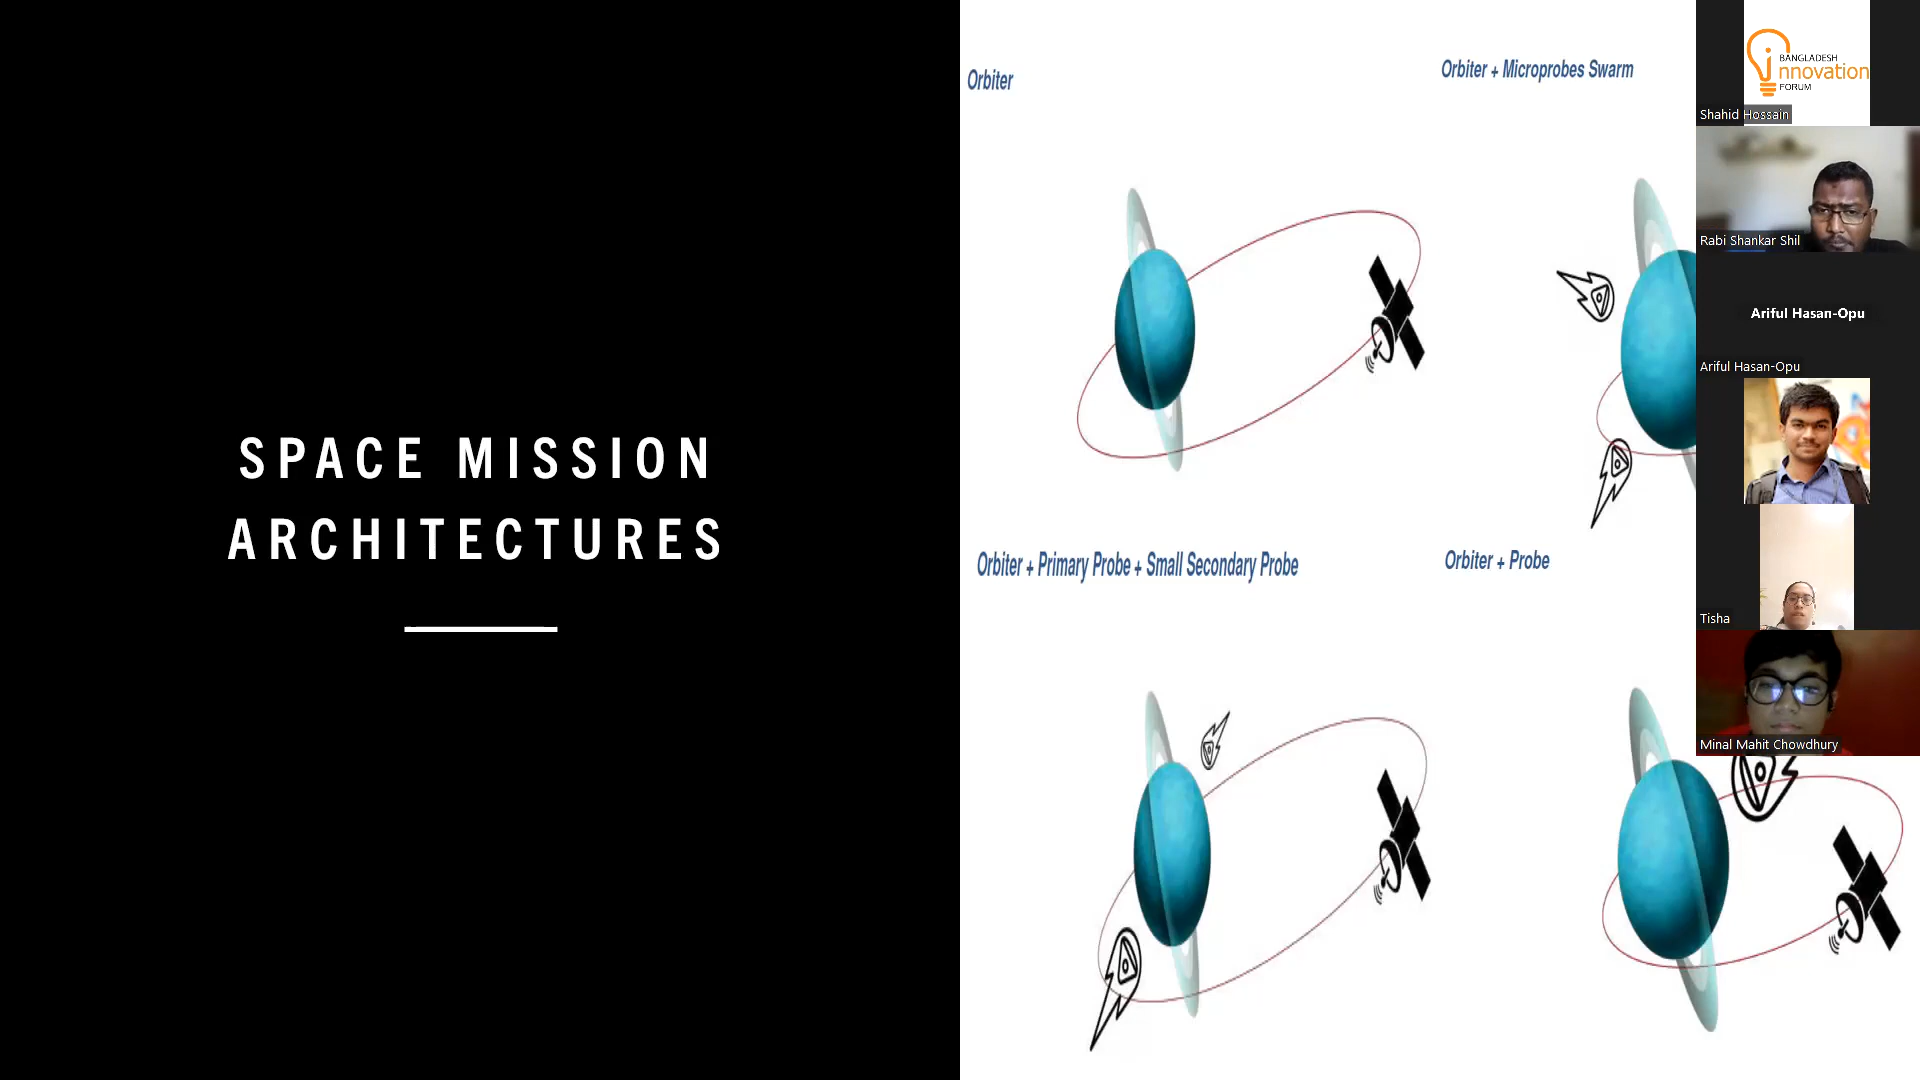 SPACE MISSION
ARCHITECTURES
Orbiter
Orbiter + Microprobes Swarm
Orbiter + Primary Probe + Small Secondary Probe
Orbiter + Probe
BANGLADESH
innovation
FORUM
Shahid Hossain
Rabi Shankar Shil
Ariful Hasan-Opu
Ariful Hasan-Opu
Tisha
Minal Mahit Chowdhury